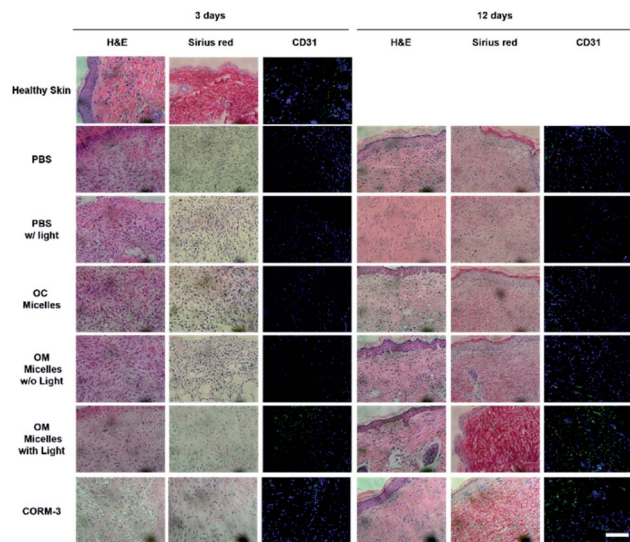 3 days 12 days
H&E Sirius red CD31 H&E Sirius red CD31
Healthy Skin
PBS
PBS
w/ light
OC
Micelles
OM
Micelles
w/o Light
OM
Micelles
with Light
CORM-3